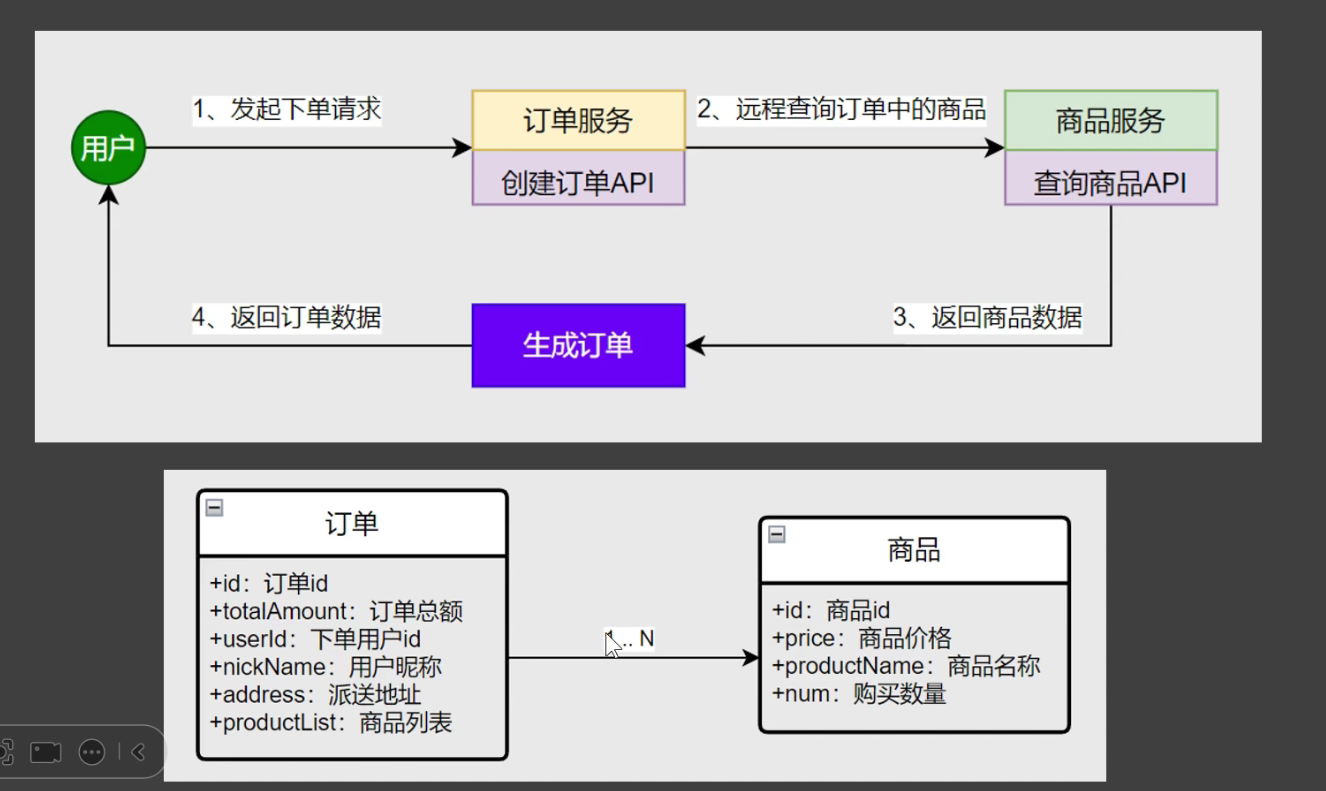 1、发起下单请求
订单服务
2、远程查询订单中的商品
商品服务
用户
创建订单API
查询商品API
4、返回订单数据
生成订单
3、返回商品数据
订单
+id：订单id
+totalAmount：订单总额
+userId：下单用户id
+nickName：用户昵称
+address：派送地址
+productList：商品列表
.. N
商品
+id：商品id
+price：商品价格
+productName：商品名称
+num：购买数量